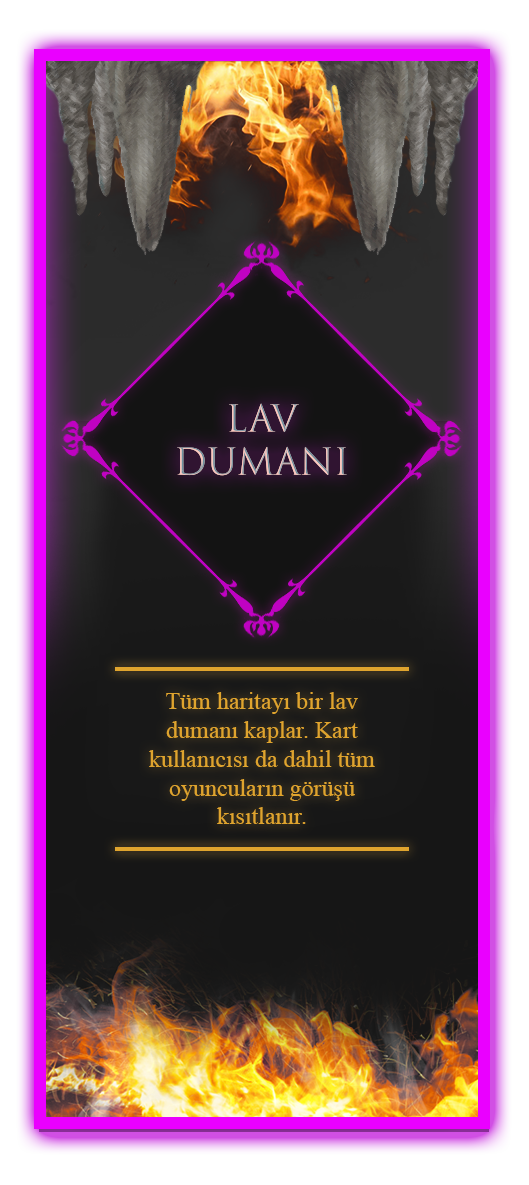 LAV
DUMANI
Tüm haritayı bir lav
dumanı kaplar. Kart
kullanıcısı da dahil tüm
oyuncuların görüşü
kısıtlanır.